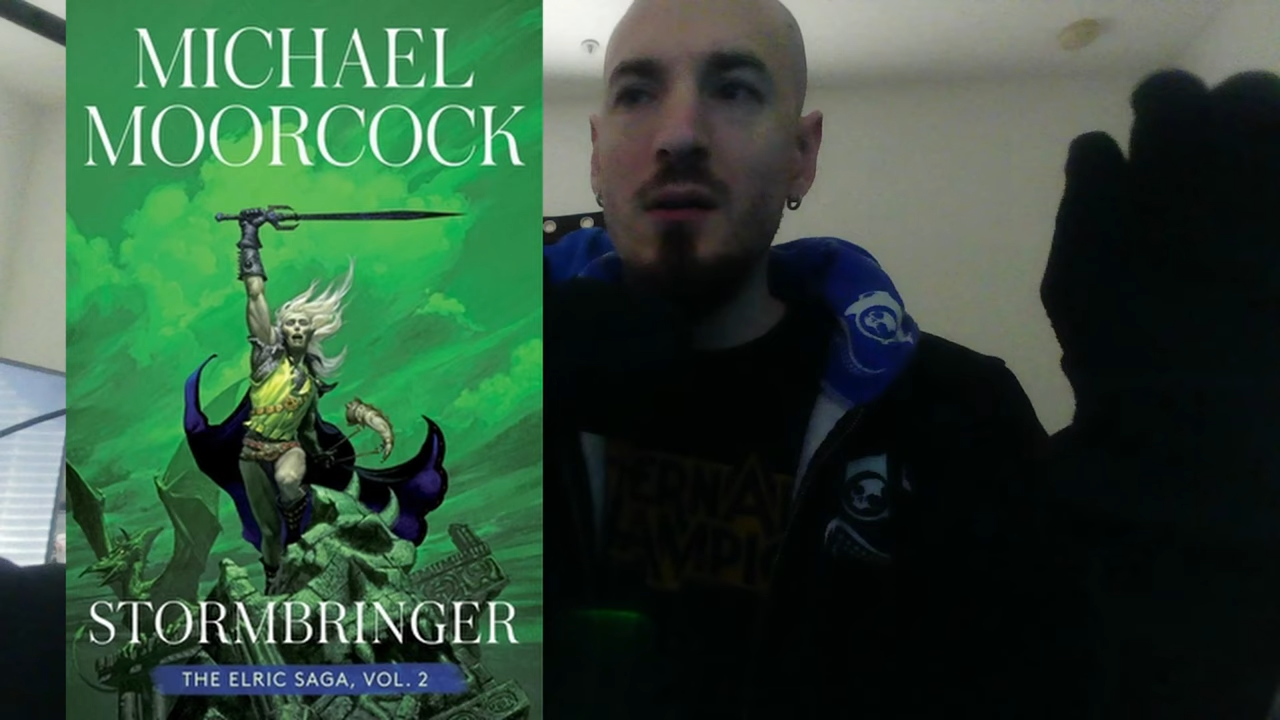 MICHAEL
MOORCOCK
STORMBRINGER
THE ELRIC SAGA, VOL. 2